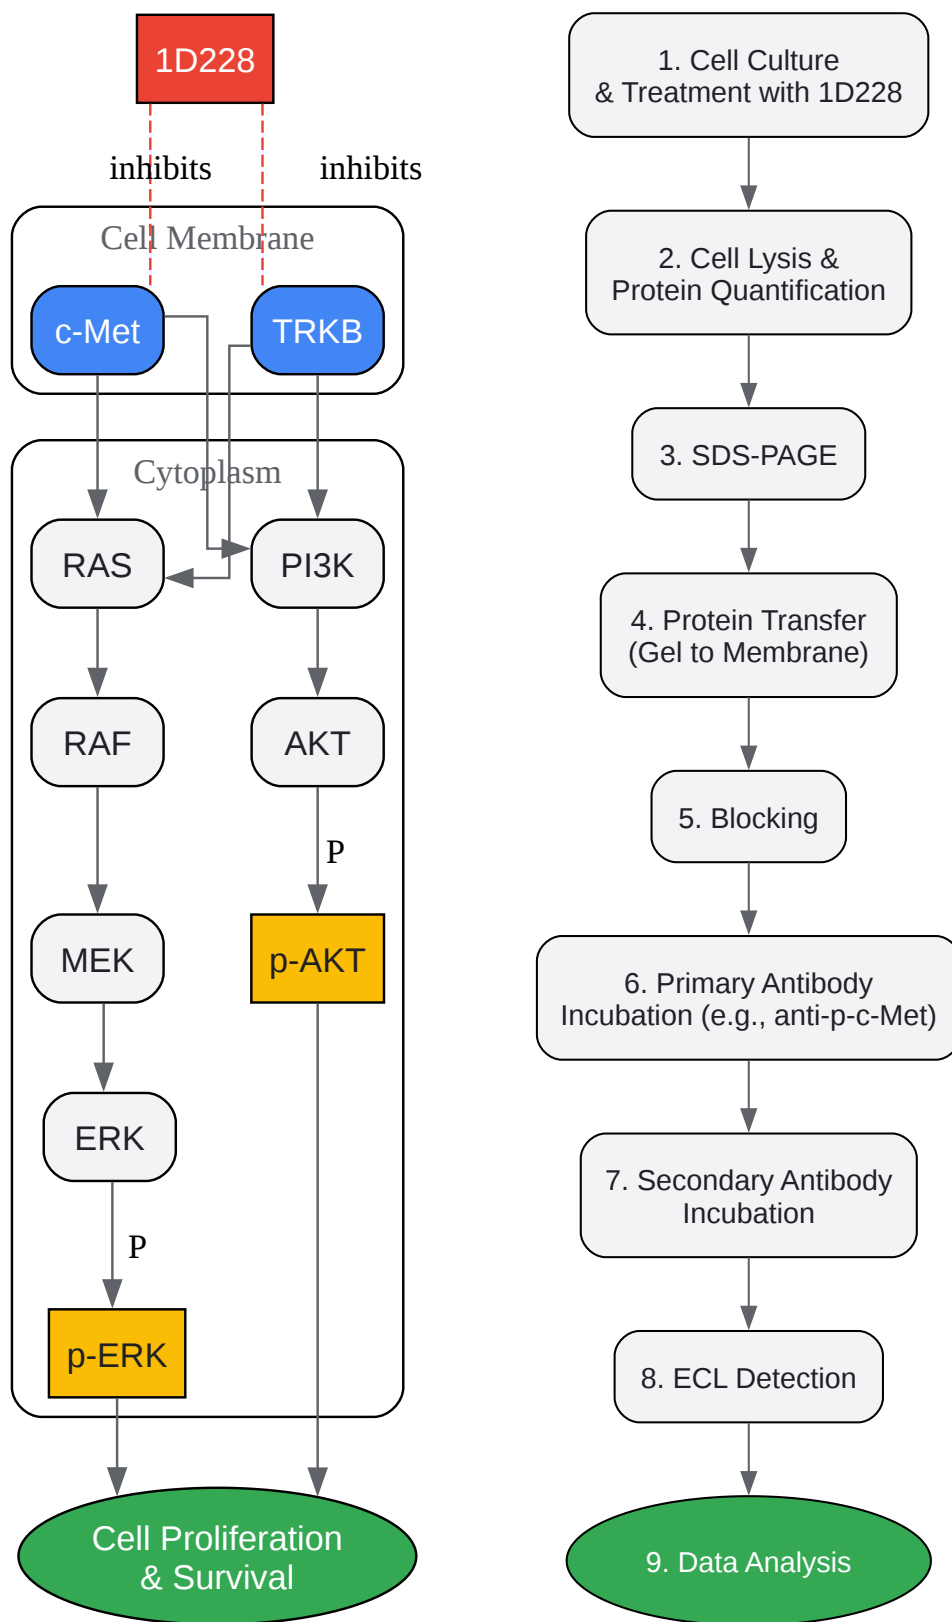 1D228
inhibits
inhibits
Cell Membrane
c-Met
TRKB
Cytoplasm
RAS
PI3K
RAF
AKT
P
MEK
p-AKT
ERK
P
p-ERK
Cell Proliferation
& Survival
1. Cell Culture
& Treatment with 1D228
2. Cell Lysis &
Protein Quantification
3. SDS-PAGE
4. Protein Transfer
(Gel to Membrane)
5. Blocking
6. Primary Antibody
Incubation (e.g., anti-p-c-Met)
7. Secondary Antibody
Incubation
8. ECL Detection
9. Data Analysis